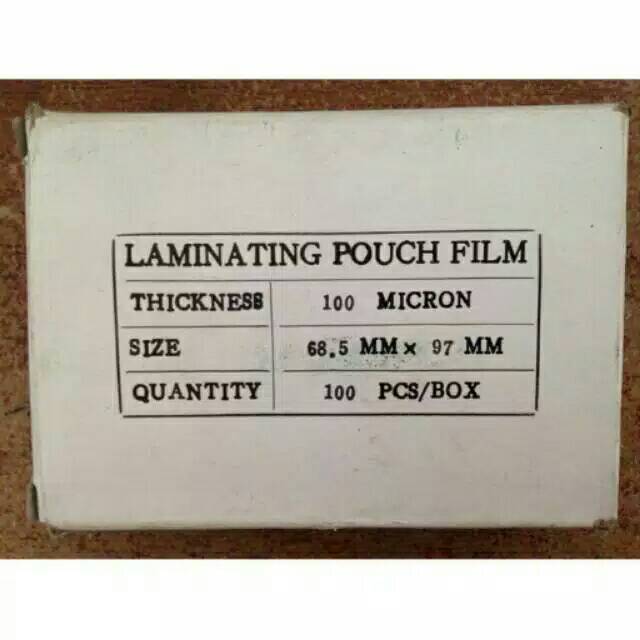 LAMINATING POUCH FILM
THICKNESS 100 MICRON
SIZE 68.5 MM x 97 MM
QUANTITY 100 PCS/BOX